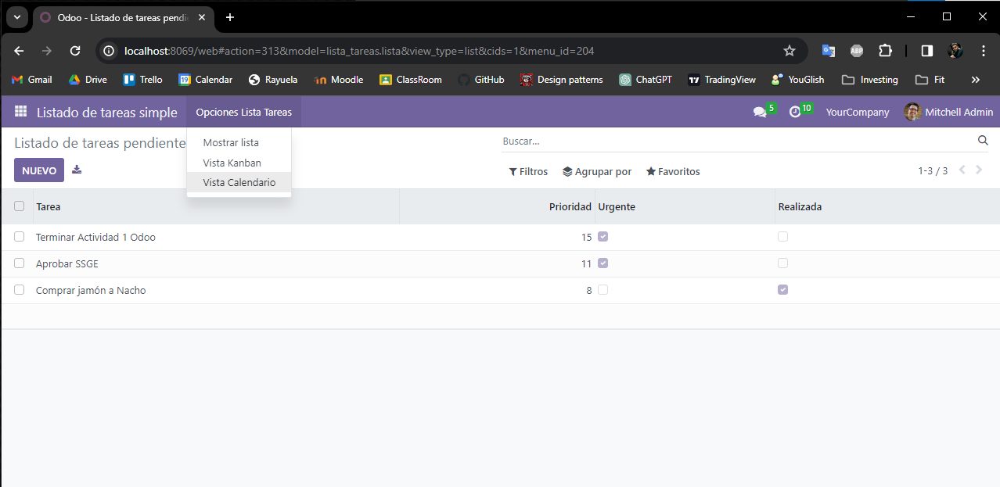 Odoo - Listado de tareas pendi
localhost:8069/web#action=313&model=lista_tareas.lista&view_type=list&cids=1&menu_id=204
ABP
Gmail Drive Trello 19 Calendar Rayuela Moodle ClassRoom GitHub Design patterns ChatGPT TradingView YouGlish Investing Fit »
Listado de tareas simple Opciones Lista Tareas 5 10 YourCompany Mitchell Admin
Listado de tareas pendiente Mostrar lista Buscar...
NUEVO Vista Kanban Filtros Agrupar por Favoritos 1-3 / 3
Vista Calendario
Tarea Prioridad Urgente Realizada
Terminar Actividad 1 Odoo 15
Aprobar SSGE 11
Comprar jamón a Nacho 8